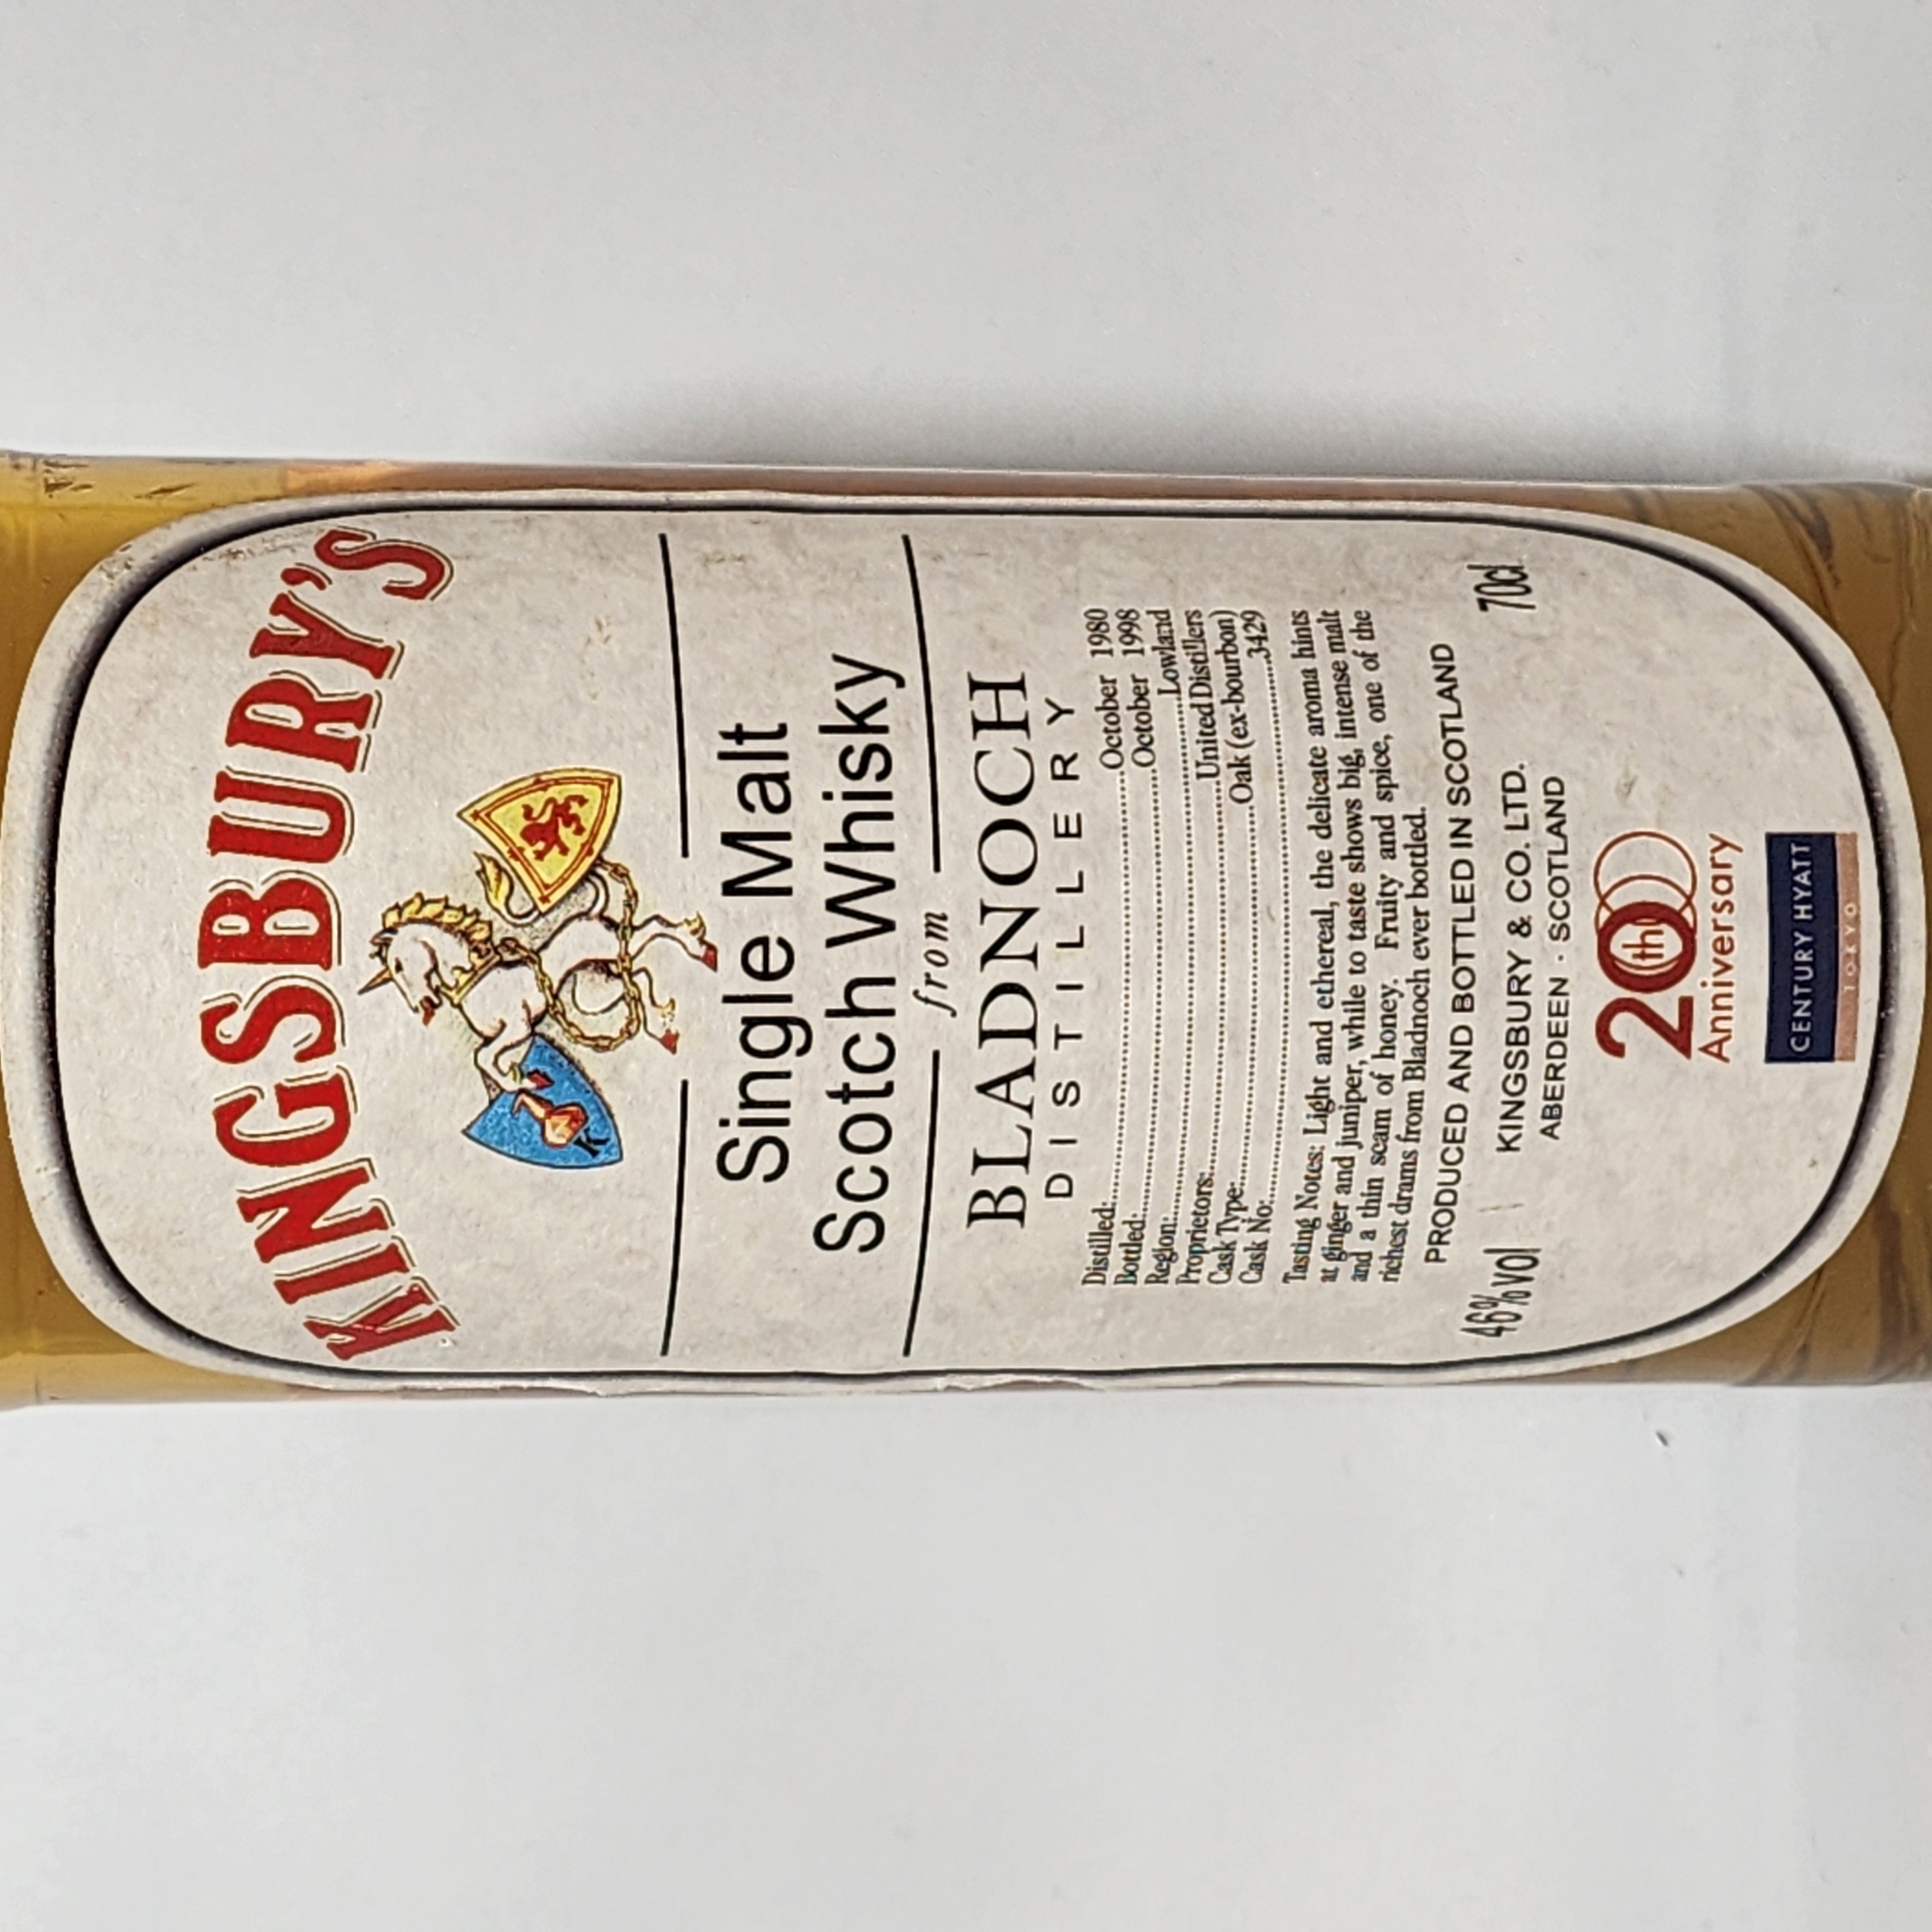 KINGSBURY'S
K
Single Malt
Scotch Whisky
from
BLADNOCH
DISTILLERY
Distilled:..........October 1980
Bottled:..........October 1998
Region:..........Lowland
Proprietors:..........United Distillers
Cask Type:..........Oak (ex-bourbon)
Cask No:..........3429
Tasting Notes: Light and ethereal, the delicate aroma hints
at ginger and juniper, while to taste shows big, intense malt
and a thin seam of honey. Fruity and spice, one of the
richest drams from Bladnoch ever bottled.
PRODUCED AND BOTTLED IN SCOTLAND
46%vol
70cl
KINGSBURY & CO. LTD.
ABERDEEN · SCOTLAND
20th
Anniversary
CENTURY HYATT
TOKYO